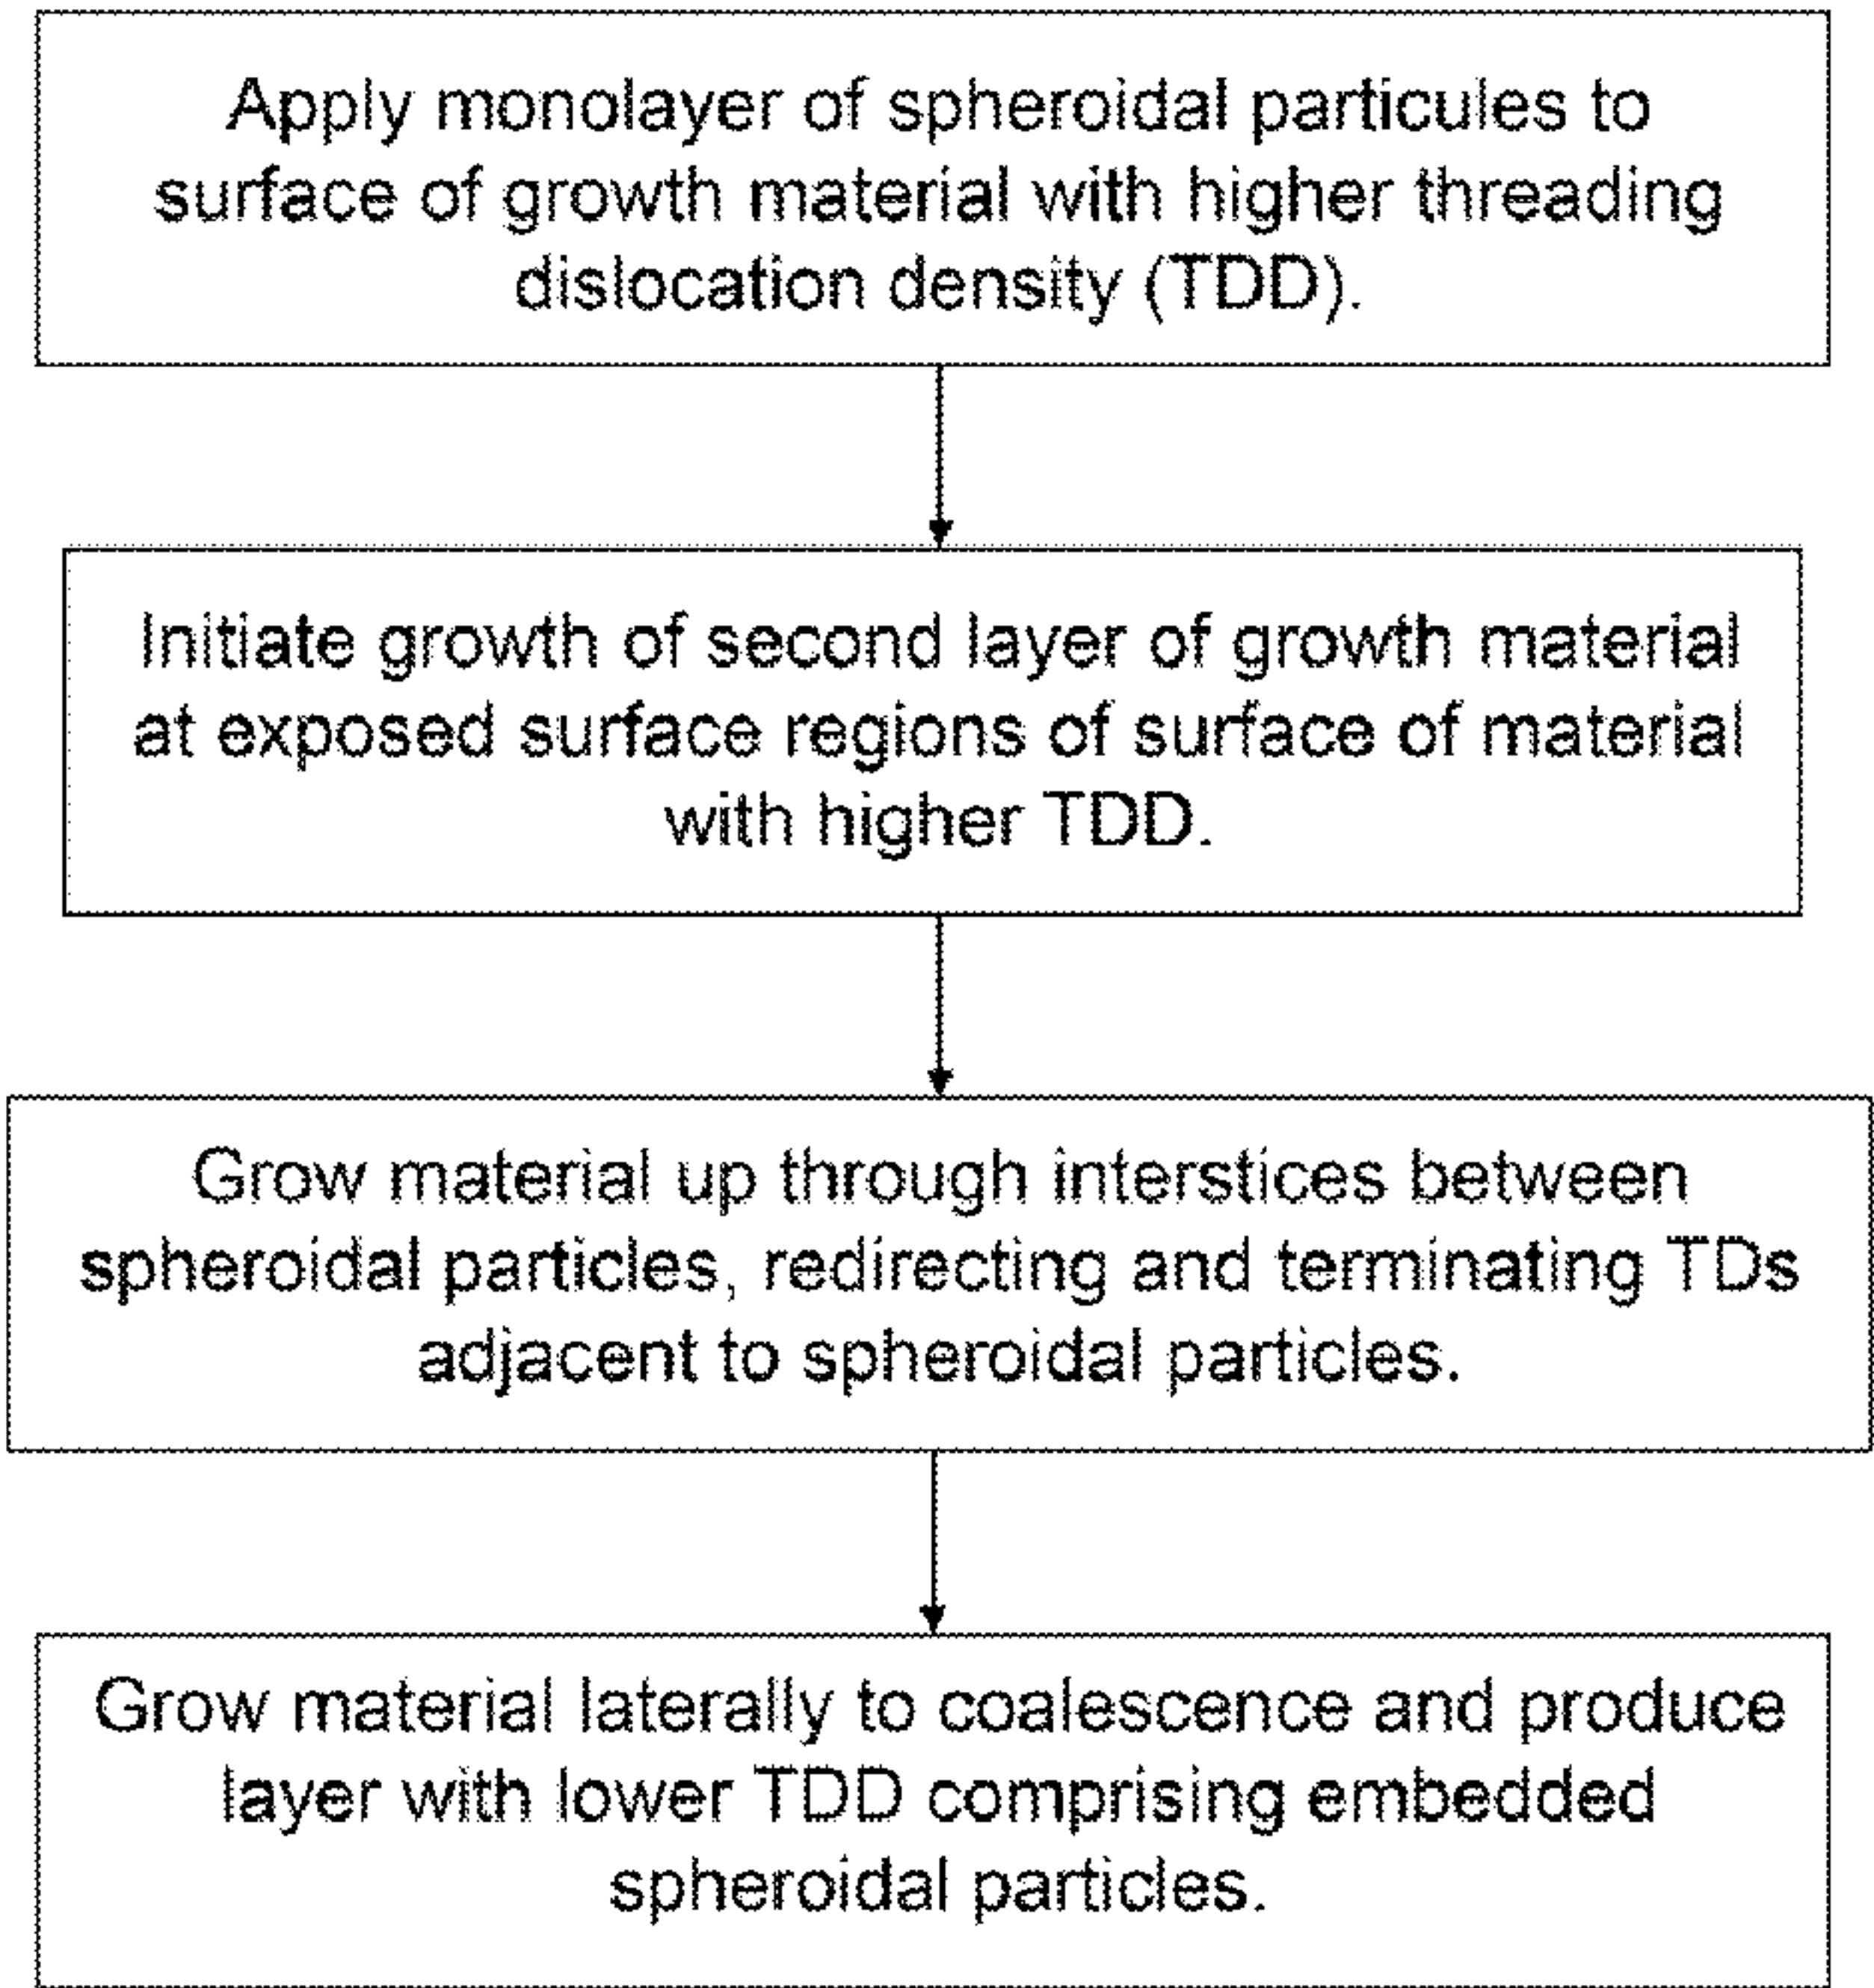 Apply monolayer of spheroidal particules to
surface of growth material with higher threading
dislocation density (TDD).
Initiate growth of second layer of growth material
at exposed surface regions of surface of material
with higher TDD.
Grow material up through interstices between
spheroidal particles, redirecting and terminating TDs
adjacent to spheroidal particles.
Grow material laterally to coalescence and produce
layer with lower TDD comprising embedded
spheroidal particles.